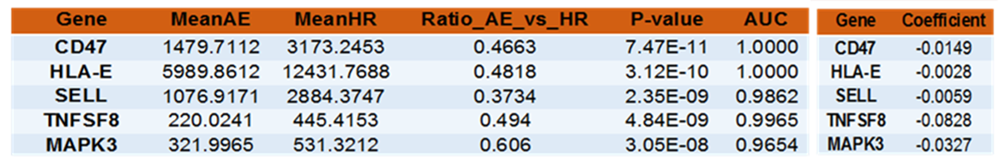 Gene MeanAE MeanHR Ratio_AE_vs_HR P-value AUC
CD47 1479.7112 3173.2453 0.4663 7.47E-11 1.0000
HLA-E 5989.8612 12431.7688 0.4818 3.12E-10 1.0000
SELL 1076.9171 2884.3747 0.3734 2.35E-09 0.9862
TNFSF8 220.0241 445.4153 0.494 4.84E-09 0.9965
MAPK3 321.9965 531.3212 0.606 3.05E-08 0.9654
Gene Coefficient
CD47 -0.0149
HLA-E -0.0028
SELL -0.0059
TNFSF8 -0.0828
MAPK3 -0.0327